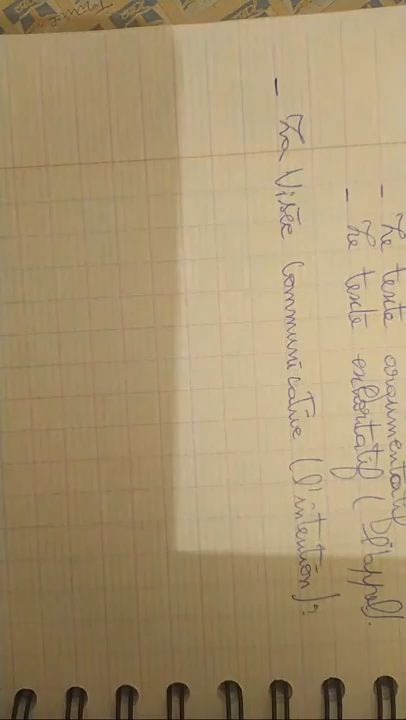 - Le texte argumentatif
- Le texte exhortatif (l'appel).
- La Visée Communicative (l'intention):